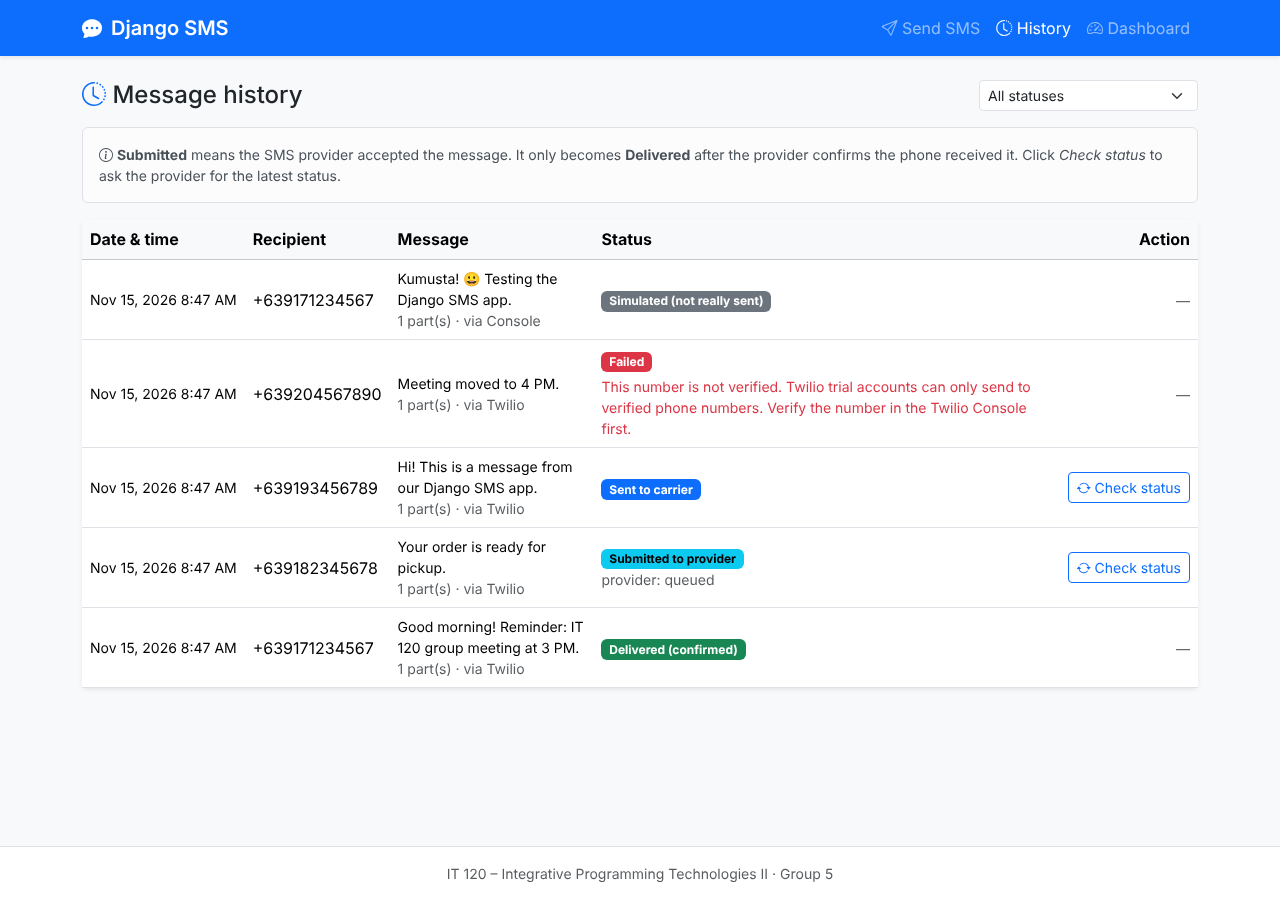 Django SMS
Send SMS
History
Dashboard
Message history
All statuses
Submitted means the SMS provider accepted the message. It only becomes Delivered after the provider confirms the phone received it. Click Check status to
ask the provider for the latest status.
Date & time Recipient Message Status Action
Nov 15, 2026 8:47 AM +639171234567
Kumusta! 😀 Testing the
Django SMS app.
1 part(s) · via Console
Simulated (not really sent)
—
Nov 15, 2026 8:47 AM +639204567890
Meeting moved to 4 PM.
1 part(s) · via Twilio
Failed
This number is not verified. Twilio trial accounts can only send to
verified phone numbers. Verify the number in the Twilio Console
first.
—
Nov 15, 2026 8:47 AM +639193456789
Hi! This is a message from
our Django SMS app.
1 part(s) · via Twilio
Sent to carrier
Check status
Nov 15, 2026 8:47 AM +639182345678
Your order is ready for
pickup.
1 part(s) · via Twilio
Submitted to provider
provider: queued
Check status
Nov 15, 2026 8:47 AM +639171234567
Good morning! Reminder: IT
120 group meeting at 3 PM.
1 part(s) · via Twilio
Delivered (confirmed)
—
IT 120 – Integrative Programming Technologies II · Group 5